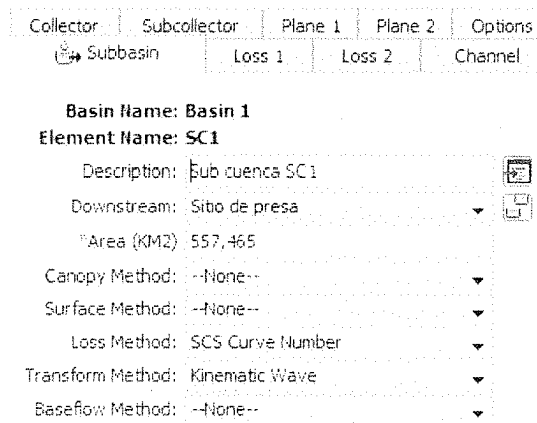 Collector Subcollector Plane 1 Plane 2 Options
Subbasin Loss 1 Loss 2 Channel
Basin Name: Basin 1
Element Name: SC1
Description: Sub cuenca SC1
Downstream: Sitio de presa
*Area (KM2) 557,465
Canopy Method: --None--
Surface Method: --None--
Loss Method: SCS Curve Number
Transform Method: Kinematic Wave
Baseflow Method: --None--